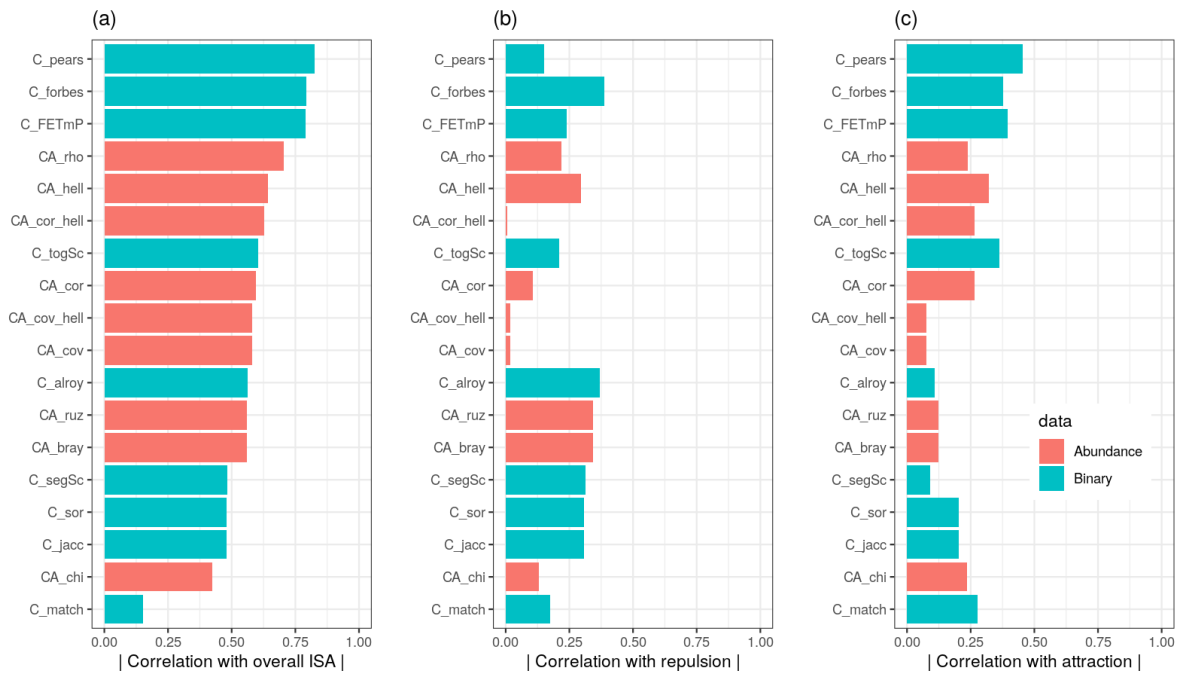 (a)
C_pears
C_forbes
C_FETmP
CA_rho
CA_hell
CA_cor_hell
C_togSc
CA_cor
CA_cov_hell
CA_cov
C_alroy
CA_ruz
CA_bray
C_segSc
C_sor
C_jacc
CA_chi
C_match
0.00 0.25 0.50 0.75 1.00
| Correlation with overall ISA |
(b)
C_pears
C_forbes
C_FETmP
CA_rho
CA_hell
CA_cor_hell
C_togSc
CA_cor
CA_cov_hell
CA_cov
C_alroy
CA_ruz
CA_bray
C_segSc
C_sor
C_jacc
CA_chi
C_match
0.00 0.25 0.50 0.75 1.00
| Correlation with repulsion |
(c)
C_pears
C_forbes
C_FETmP
CA_rho
CA_hell
CA_cor_hell
C_togSc
CA_cor
CA_cov_hell
CA_cov
C_alroy
CA_ruz
CA_bray
C_segSc
C_sor
C_jacc
CA_chi
C_match
0.00 0.25 0.50 0.75 1.00
| Correlation with attraction |
data
Abundance
Binary